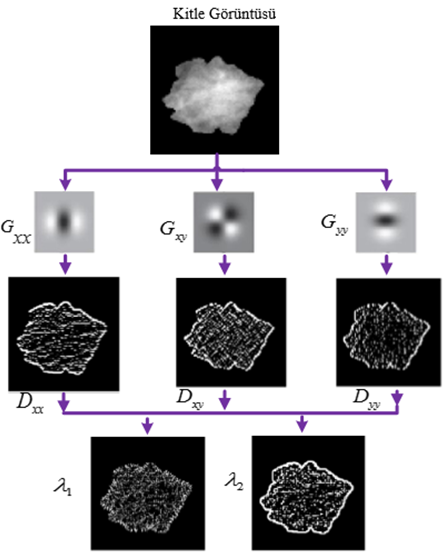 Kitle Görüntüsü
G_xx
G_xy
G_yy
D_xx
D_xy
D_yy
λ_1
λ_2